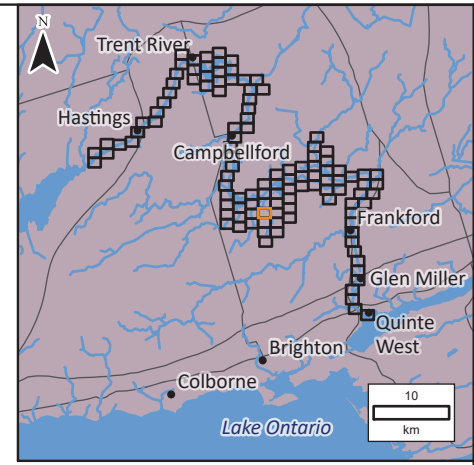 N
Trent River
Hastings
Campbellford
Frankford
Glen Miller
Quinte
West
Brighton
Colborne
10
km
Lake Ontario